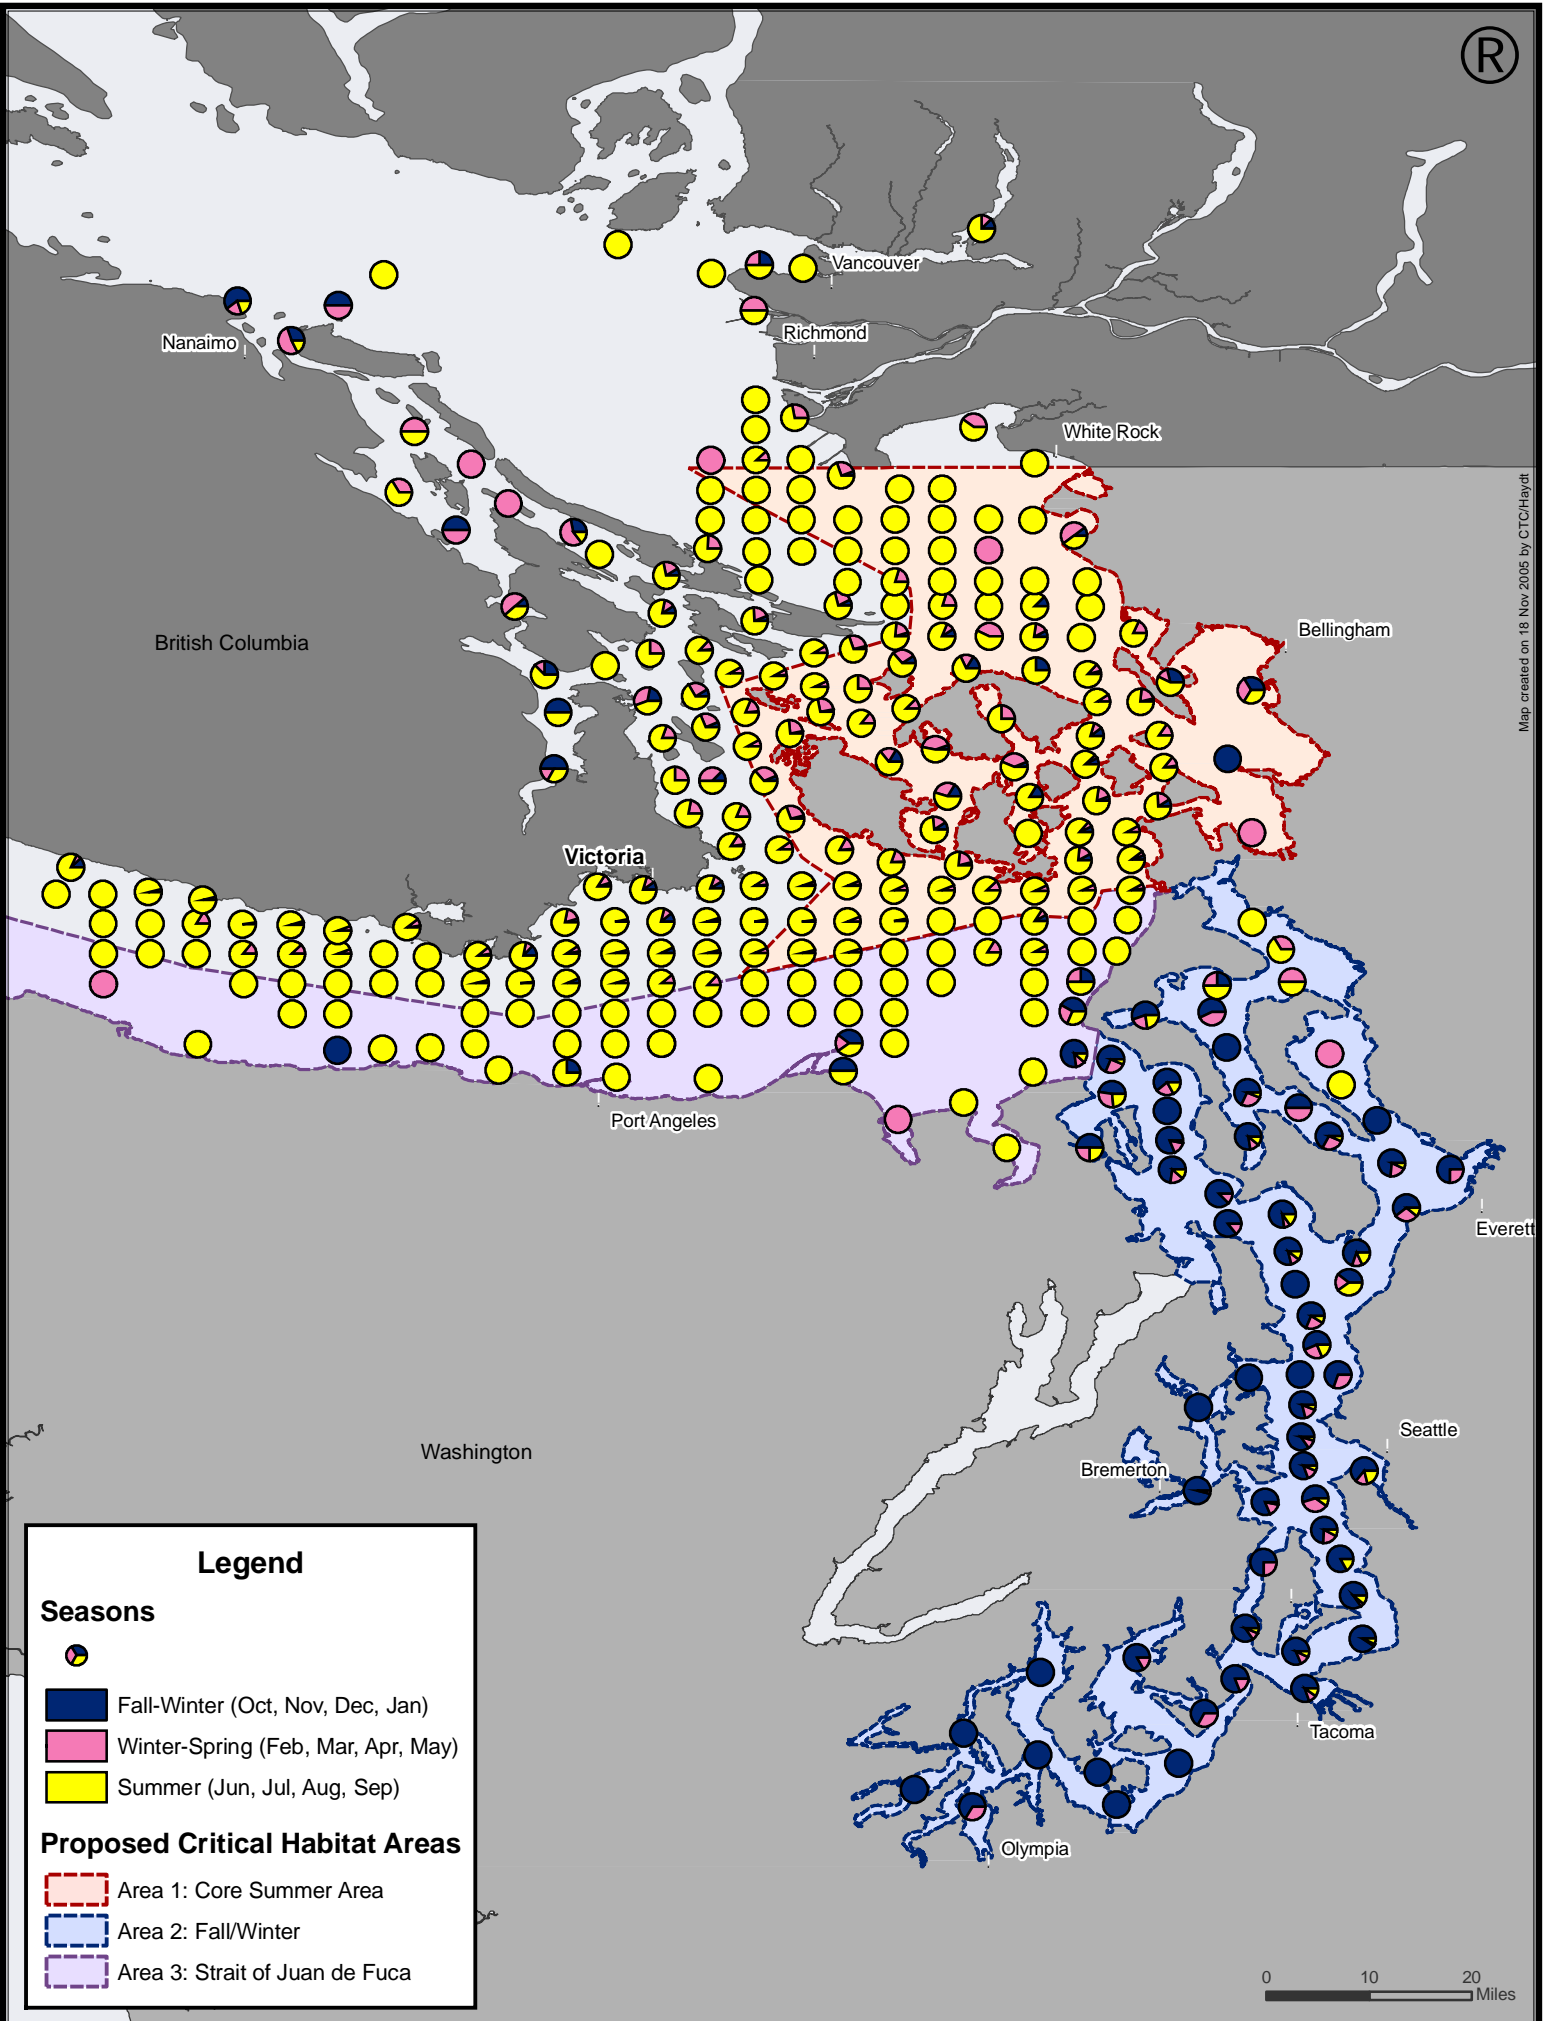 ®
Vancouver
Richmond
Nanaimo
White Rock
Map created on 18 Nov 2005 by CTC/Haydt
Bellingham
British Columbia
Victoria
Port Angeles
Everett
Washington
Seattle
Bremerton
Tacoma
Olympia
Legend
Seasons
Fall-Winter (Oct, Nov, Dec, Jan)
Winter-Spring (Feb, Mar, Apr, May)
Summer (Jun, Jul, Aug, Sep)
Proposed Critical Habitat Areas
Area 1: Core Summer Area
Area 2: Fall/Winter
Area 3: Strait of Juan de Fuca
0 10 20
Miles